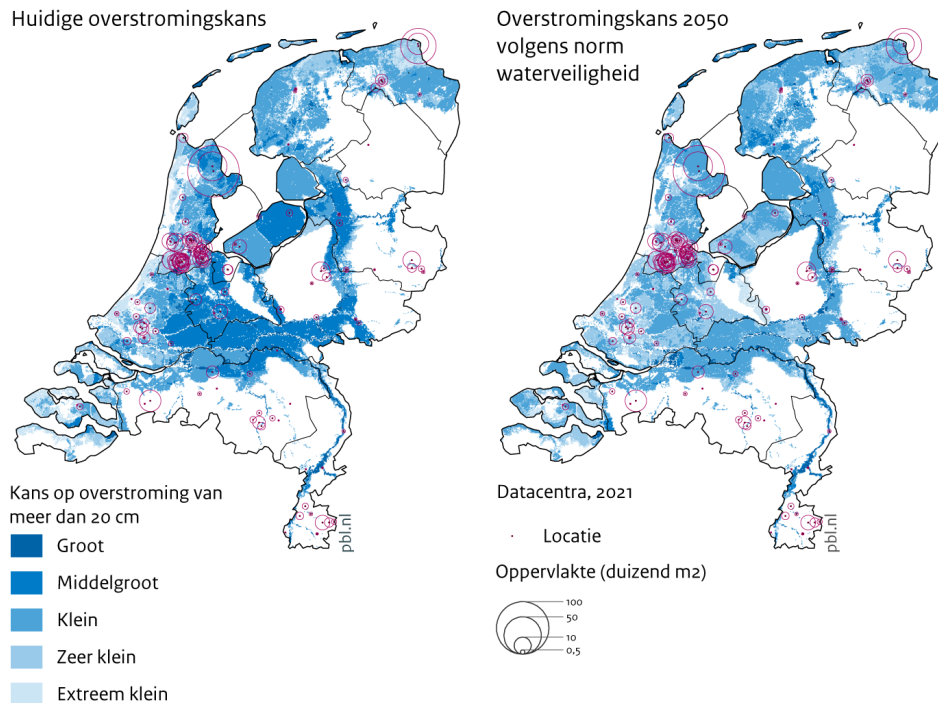 Huidige overstromingskans
Overstromingskans 2050
volgens norm
waterveiligheid
pbl.nl
pbl.nl
Kans op overstroming van
meer dan 20 cm
Groot
Middelgroot
Klein
Zeer klein
Extreem klein
Datacentra, 2021
Locatie
Oppervlakte (duizend m2)
100
50
10
0,5